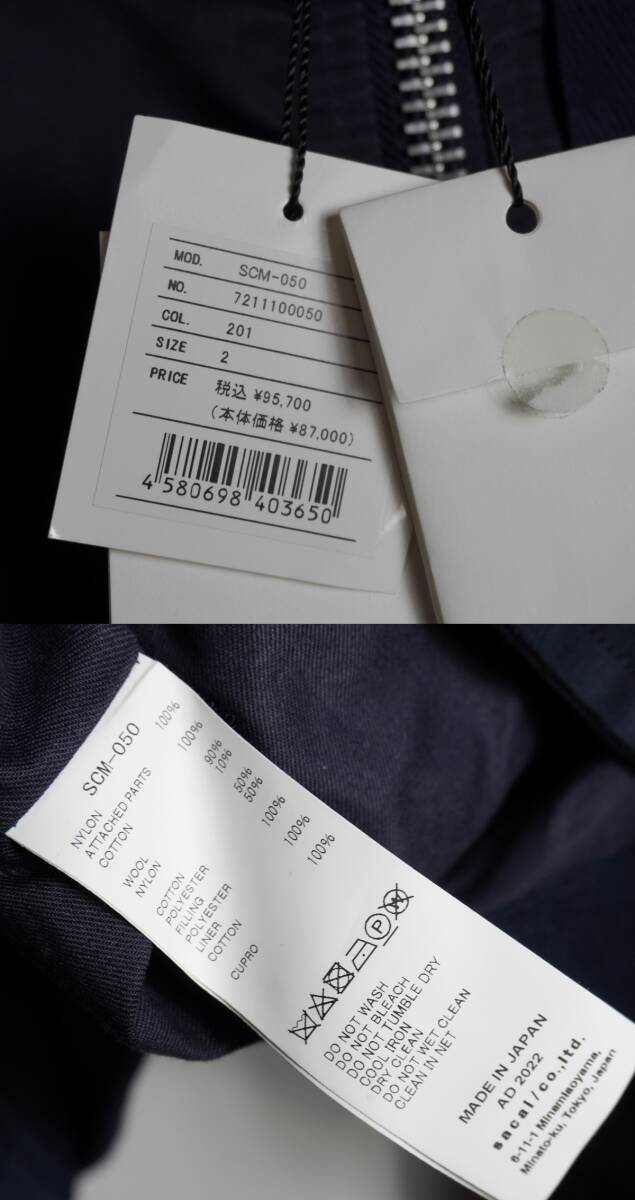 MOD. SCM-050
NO. 7211100050
COL. 201
SIZE 2
PRICE 税込 ¥95,700
(本体価格 ¥87,000)
4 580698 403650
SCM-050
NYLON 100%
ATTACHED PARTS
COTTON 100%
WOOL 90%
NYLON 10%
COTTON 50%
POLYESTER 50%
FILLING
POLYESTER 100%
LINER
COTTON 100%
CUPRO 100%
P
W
DO NOT WASH
DO NOT BLEACH
DO NOT TUMBLE DRY
COOL IRON
DRY CLEAN
DO NOT WET CLEAN
CLEAN IN NET
MADE IN JAPAN
AD 2022
sacai/co,ltd.
6-11-1 Minamiaoyama,
Minato-ku, Tokyo, Japan